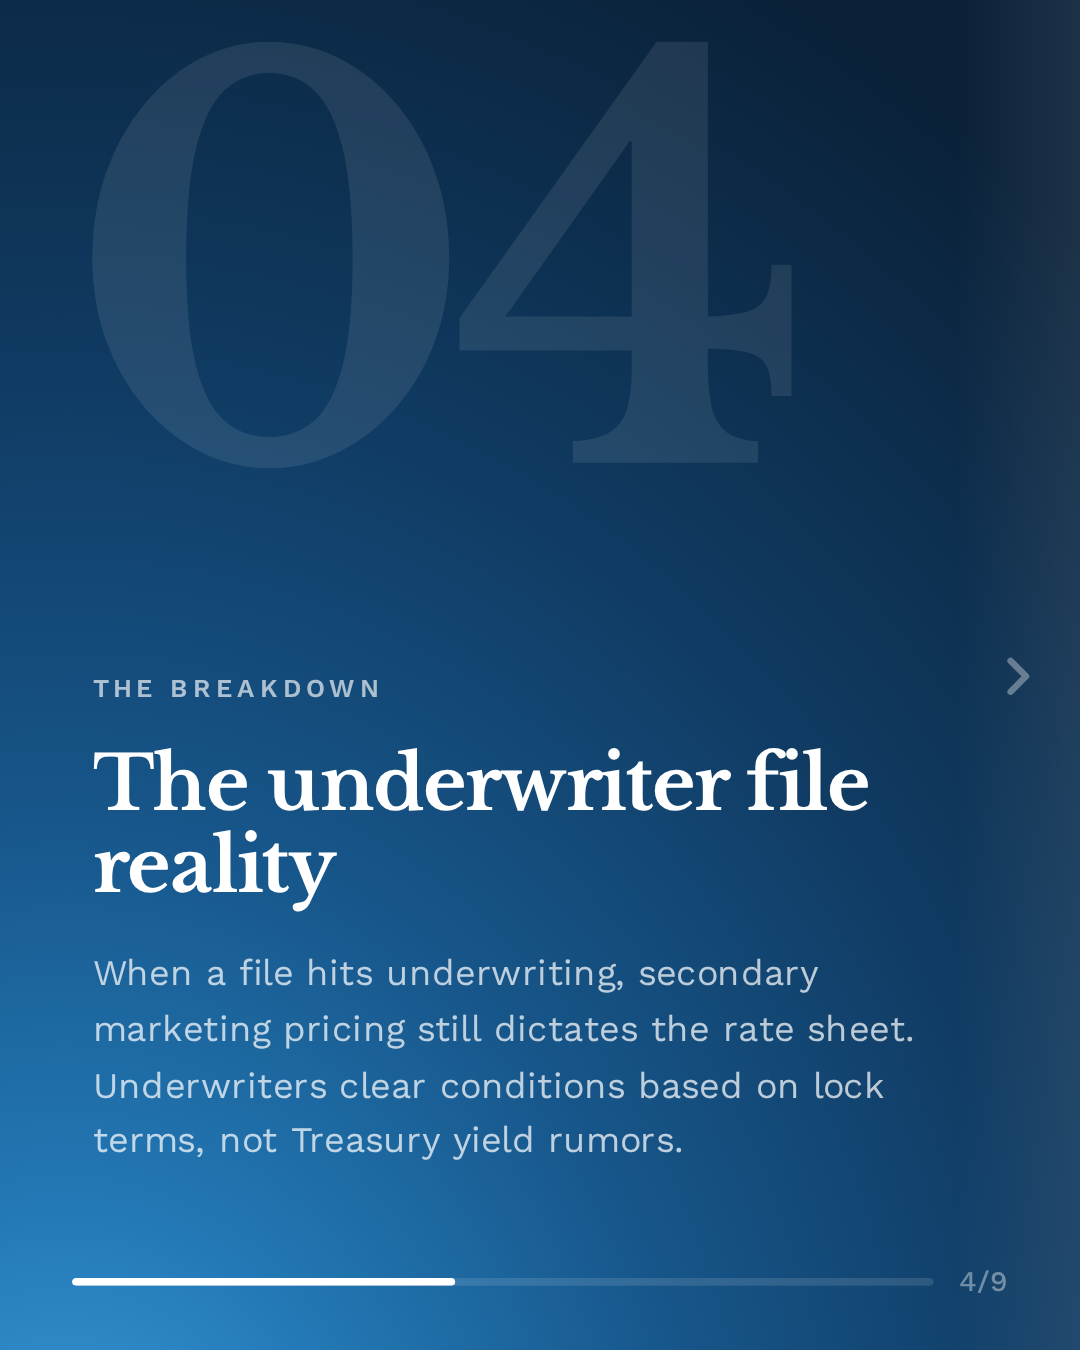 04
THE BREAKDOWN
The underwriter file
reality
When a file hits underwriting, secondary
marketing pricing still dictates the rate sheet.
Underwriters clear conditions based on lock
terms, not Treasury yield rumors.
4/9